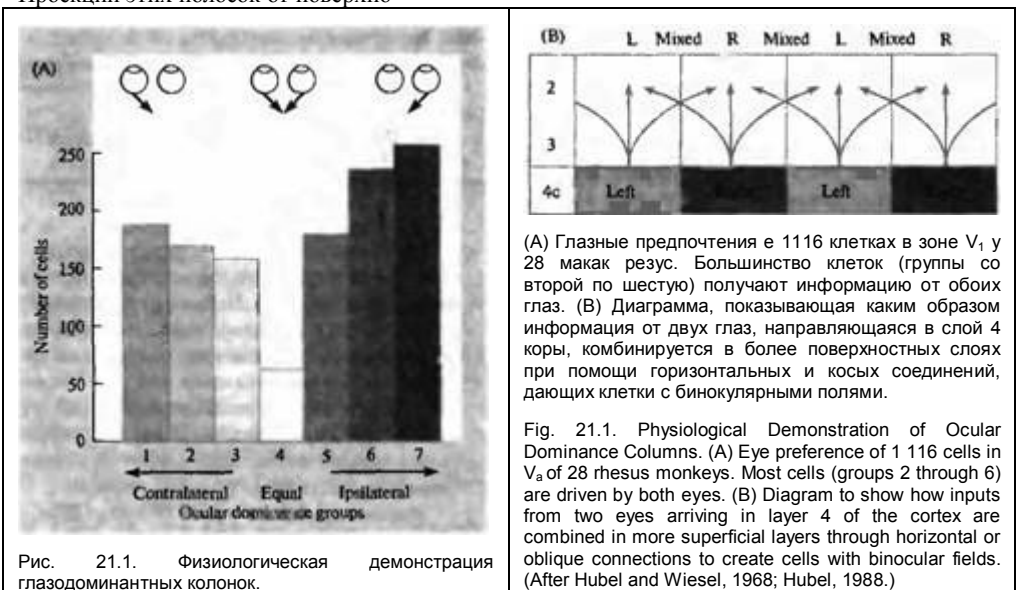 Проекции этих полосок от поверхно
(A)
Number of cells
250
200
150
100
50
0
1 2 3 4 5 6 7
Contralateral Equal Ipsilateral
Ocular groups
Рис. 21.1. Физиологическая демонстрация
глазодоминантных колонок.
(B) L Mixed R Mixed L Mixed R
2
3
4c Left Left
(A) Глазные предпочтения е 1116 клетках в зоне V1 у
28 макак резус. Большинство клеток (группы со
второй по шестую) получают информацию от обоих
глаз. (B) Диаграмма, показывающая каким образом
информация от двух глаз, направляющаяся в слой 4
коры, комбинируется в более поверхностных слоях
при помощи горизонтальных и косых соединений,
дающих клетки с бинокулярными полями.
Fig. 21.1. Physiological Demonstration of Ocular
Dominance Columns. (A) Eye preference of 1 116 cells in
Va of 28 rhesus monkeys. Most cells (groups 2 through 6)
are driven by both eyes. (B) Diagram to show how inputs
from two eyes arriving in layer 4 of the cortex are
combined in more superficial layers through horizontal or
oblique connections to create cells with binocular fields.
(After Hubel and Wiesel, 1968; Hubel, 1988.)